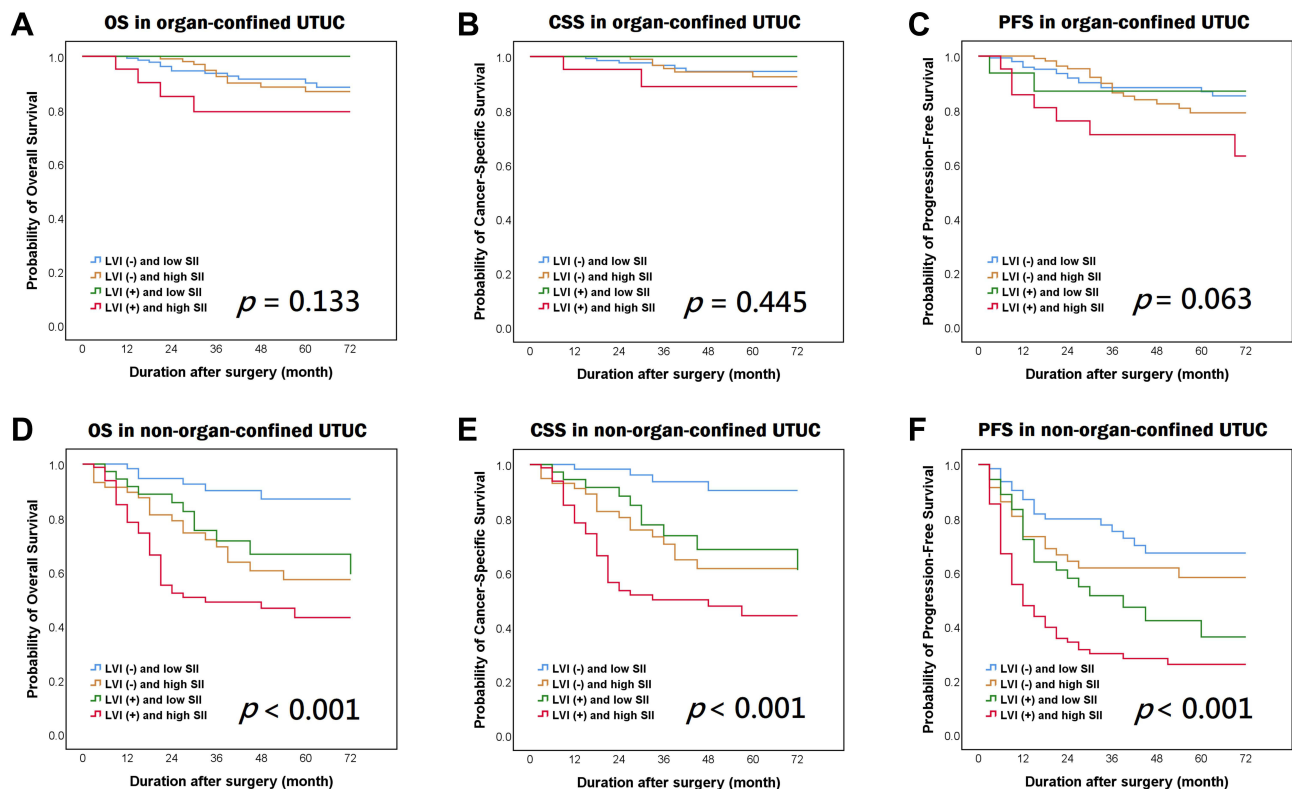 A
OS in organ-confined UTUC
Probability of Overall Survival
1.0
0.8
0.6
0.4
0.2
0.0
LVI (-) and low SII
LVI (-) and high SII
LVI (+) and low SII
LVI (+) and high SII
p = 0.133
0 12 24 36 48 60 72
Duration after surgery (month)
B
CSS in organ-confined UTUC
Probability of Cancer-Specific Survival
1.0
0.8
0.6
0.4
0.2
0.0
LVI (-) and low SII
LVI (-) and high SII
LVI (+) and low SII
LVI (+) and high SII
p = 0.445
0 12 24 36 48 60 72
Duration after surgery (month)
C
PFS in organ-confined UTUC
Probability of Progression-Free Survival
1.0
0.8
0.6
0.4
0.2
0.0
LVI (-) and low SII
LVI (-) and high SII
LVI (+) and low SII
LVI (+) and high SII
p = 0.063
0 12 24 36 48 60 72
Duration after surgery (month)
D
OS in non-organ-confined UTUC
Probability of Overall Survival
1.0
0.8
0.6
0.4
0.2
0.0
LVI (-) and low SII
LVI (-) and high SII
LVI (+) and low SII
LVI (+) and high SII
p < 0.001
0 12 24 36 48 60 72
Duration after surgery (month)
E
CSS in non-organ-confined UTUC
Probability of Cancer-Specific Survival
1.0
0.8
0.6
0.4
0.2
0.0
LVI (-) and low SII
LVI (-) and high SII
LVI (+) and low SII
LVI (+) and high SII
p < 0.001
0 12 24 36 48 60 72
Duration after surgery (month)
F
PFS in non-organ-confined UTUC
Probability of Progression-Free Survival
1.0
0.8
0.6
0.4
0.2
0.0
LVI (-) and low SII
LVI (-) and high SII
LVI (+) and low SII
LVI (+) and high SII
p < 0.001
0 12 24 36 48 60 72
Duration after surgery (month)